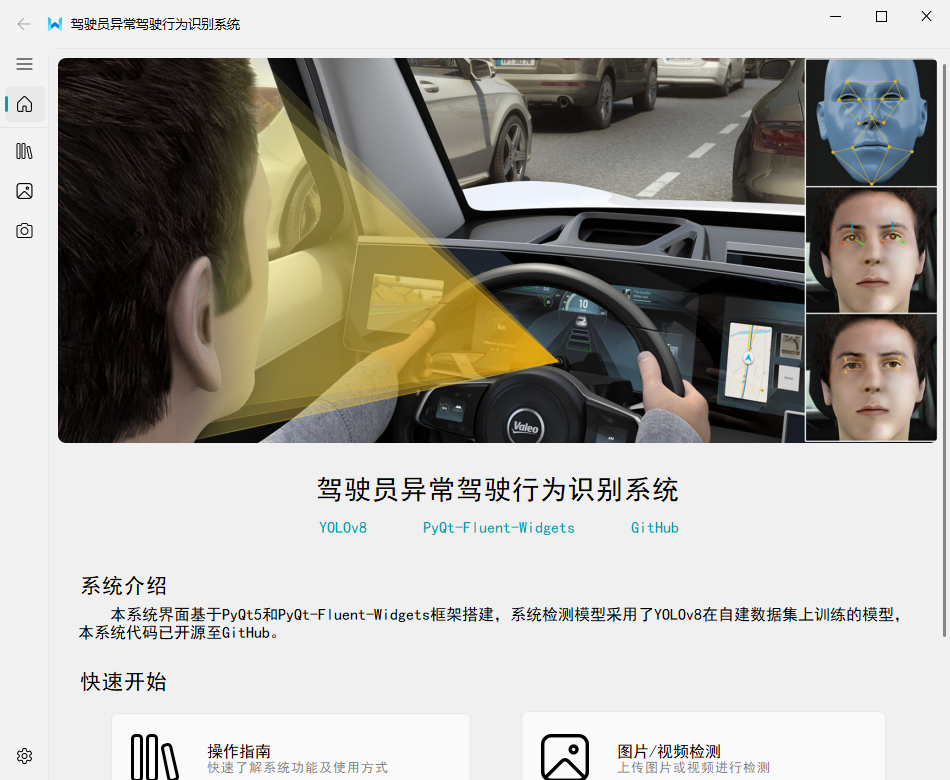 驾驶员异常驾驶行为识别系统
10
km
Valeo
驾驶员异常驾驶行为识别系统
YOLOv8 PyQt-Fluent-Widgets GitHub
系统介绍
本系统界面基于PyQt5和PyQt-Fluent-Widgets框架搭建，系统检测模型采用了YOLOv8在自建数据集上训练的模型，
本系统代码已开源至GitHub。
快速开始
操作指南
快速了解系统功能及使用方式
图片/视频检测
上传图片或视频进行检测